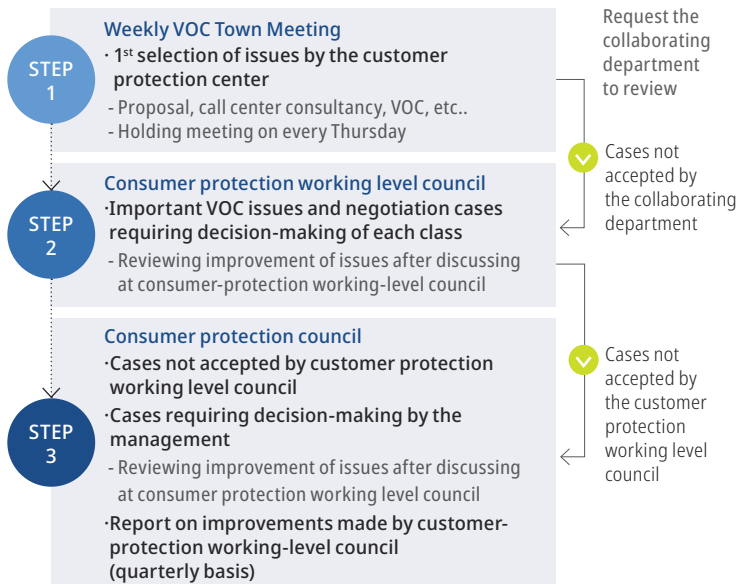 STEP
1
Weekly VOC Town Meeting
· 1st selection of issues by the customer
protection center
- Proposal, call center consultancy, VOC, etc..
- Holding meeting on every Thursday
Request the
collaborating
department
to review
Cases not
accepted by
the collaborating
department
STEP
2
Consumer protection working level council
·Important VOC issues and negotiation cases
requiring decision-making of each class
- Reviewing improvement of issues after discussing
at consumer-protection working-level council
Cases not
accepted by
the customer
protection
working level
council
STEP
3
Consumer protection council
·Cases not accepted by customer protection
working level council
·Cases requiring decision-making by the
management
- Reviewing improvement of issues after discussing
at consumer protection working level council
·Report on improvements made by customer-
protection working-level council
(quarterly basis)